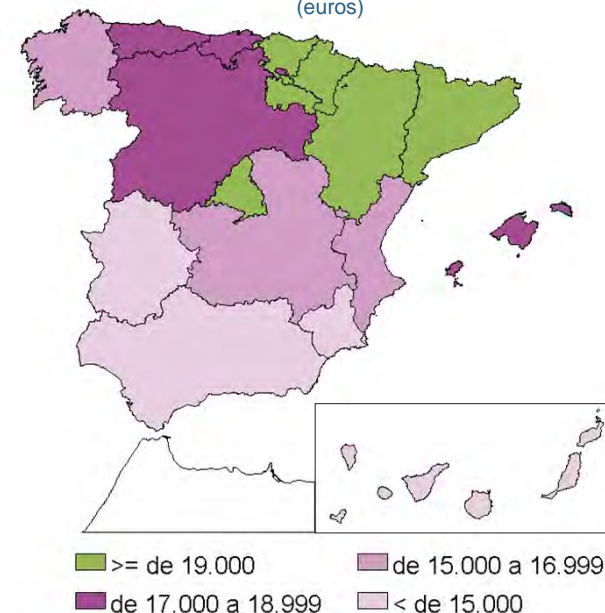 (euros)
>= de 19.000
de 15.000 a 16.999
de 17.000 a 18.999
< de 15.000